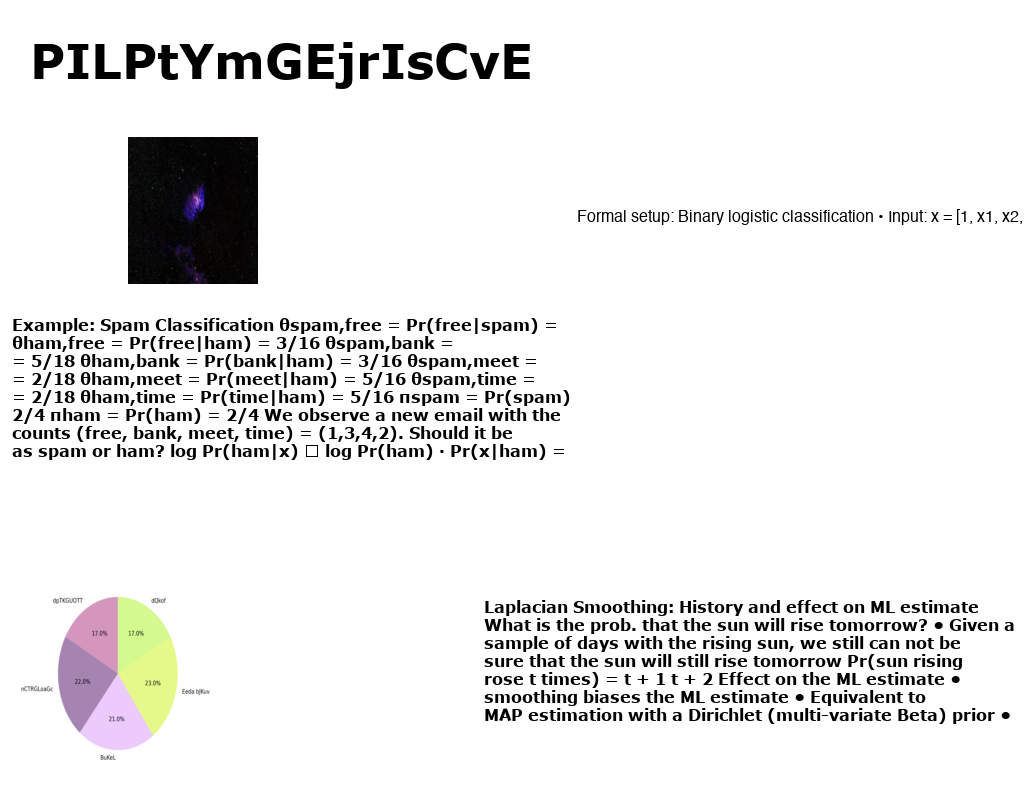 PILPtYmGEjrIsCvE
Formal setup: Binary logistic classification • Input: x = [1, x1, x2,
Example: Spam Classification θspam,free = Pr(free|spam) =
θham,free = Pr(free|ham) = 3/16 θspam,bank =
= 5/18 θham,bank = Pr(bank|ham) = 3/16 θspam,meet =
= 2/18 θham,meet = Pr(meet|ham) = 5/16 θspam,time =
= 2/18 θham,time = Pr(time|ham) = 5/16 πspam = Pr(spam)
2/4 πham = Pr(ham) = 2/4 We observe a new email with the
counts (free, bank, meet, time) = (1,3,4,2). Should it be
as spam or ham? log Pr(ham|x) □ log Pr(ham) · Pr(x|ham) =
dpTKGUOTT
dQkof
17.0%
17.0%
22.0%
23.0%
nCTRGLoaGc
Eeda bJKuv
21.0%
BuKeL
Laplacian Smoothing: History and effect on ML estimate
What is the prob. that the sun will rise tomorrow? ● Given a
sample of days with the rising sun, we still can not be
sure that the sun will still rise tomorrow Pr(sun rising
rose t times) = t + 1 t + 2 Effect on the ML estimate ●
smoothing biases the ML estimate ● Equivalent to
MAP estimation with a Dirichlet (multi-variate Beta) prior ●